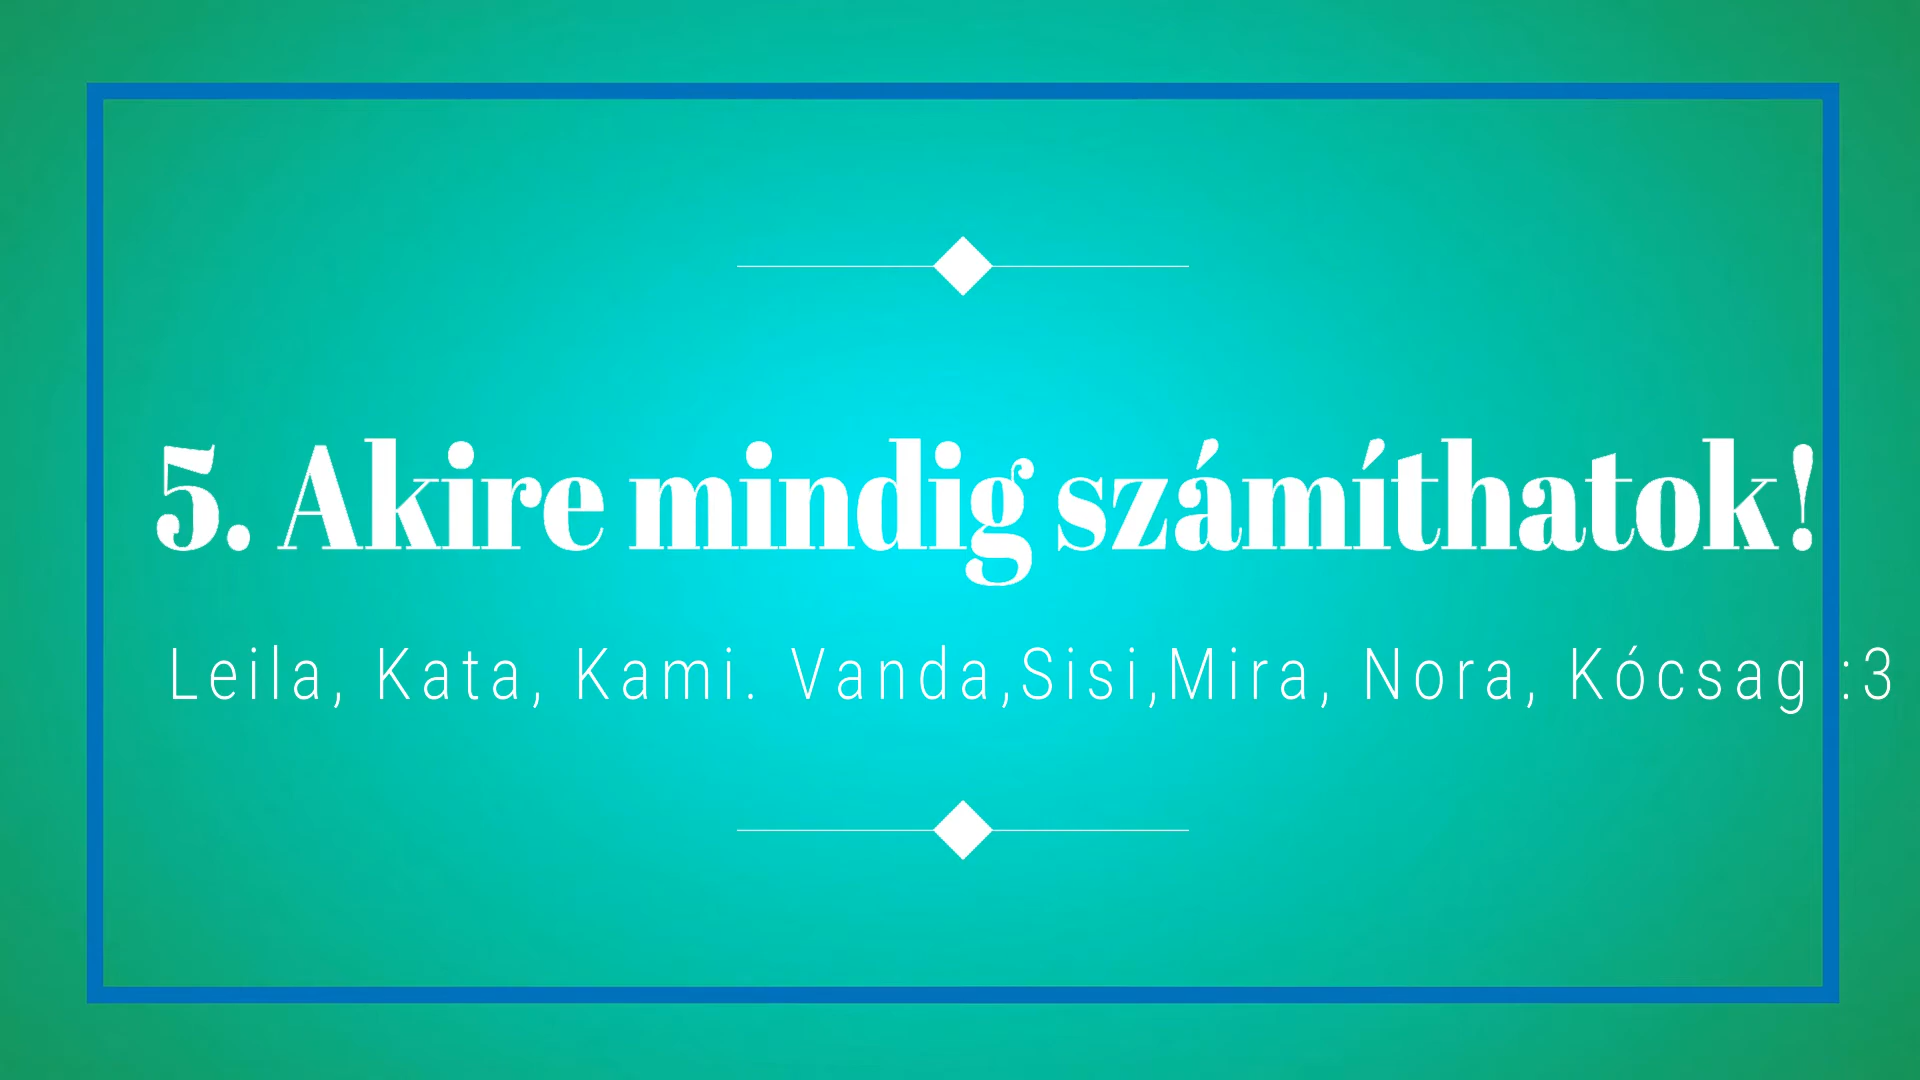 5. Akire mindig számíthatok!
Leila, Kata, Kami. Vanda,Sisi,Mira, Nora, Kócsag :3